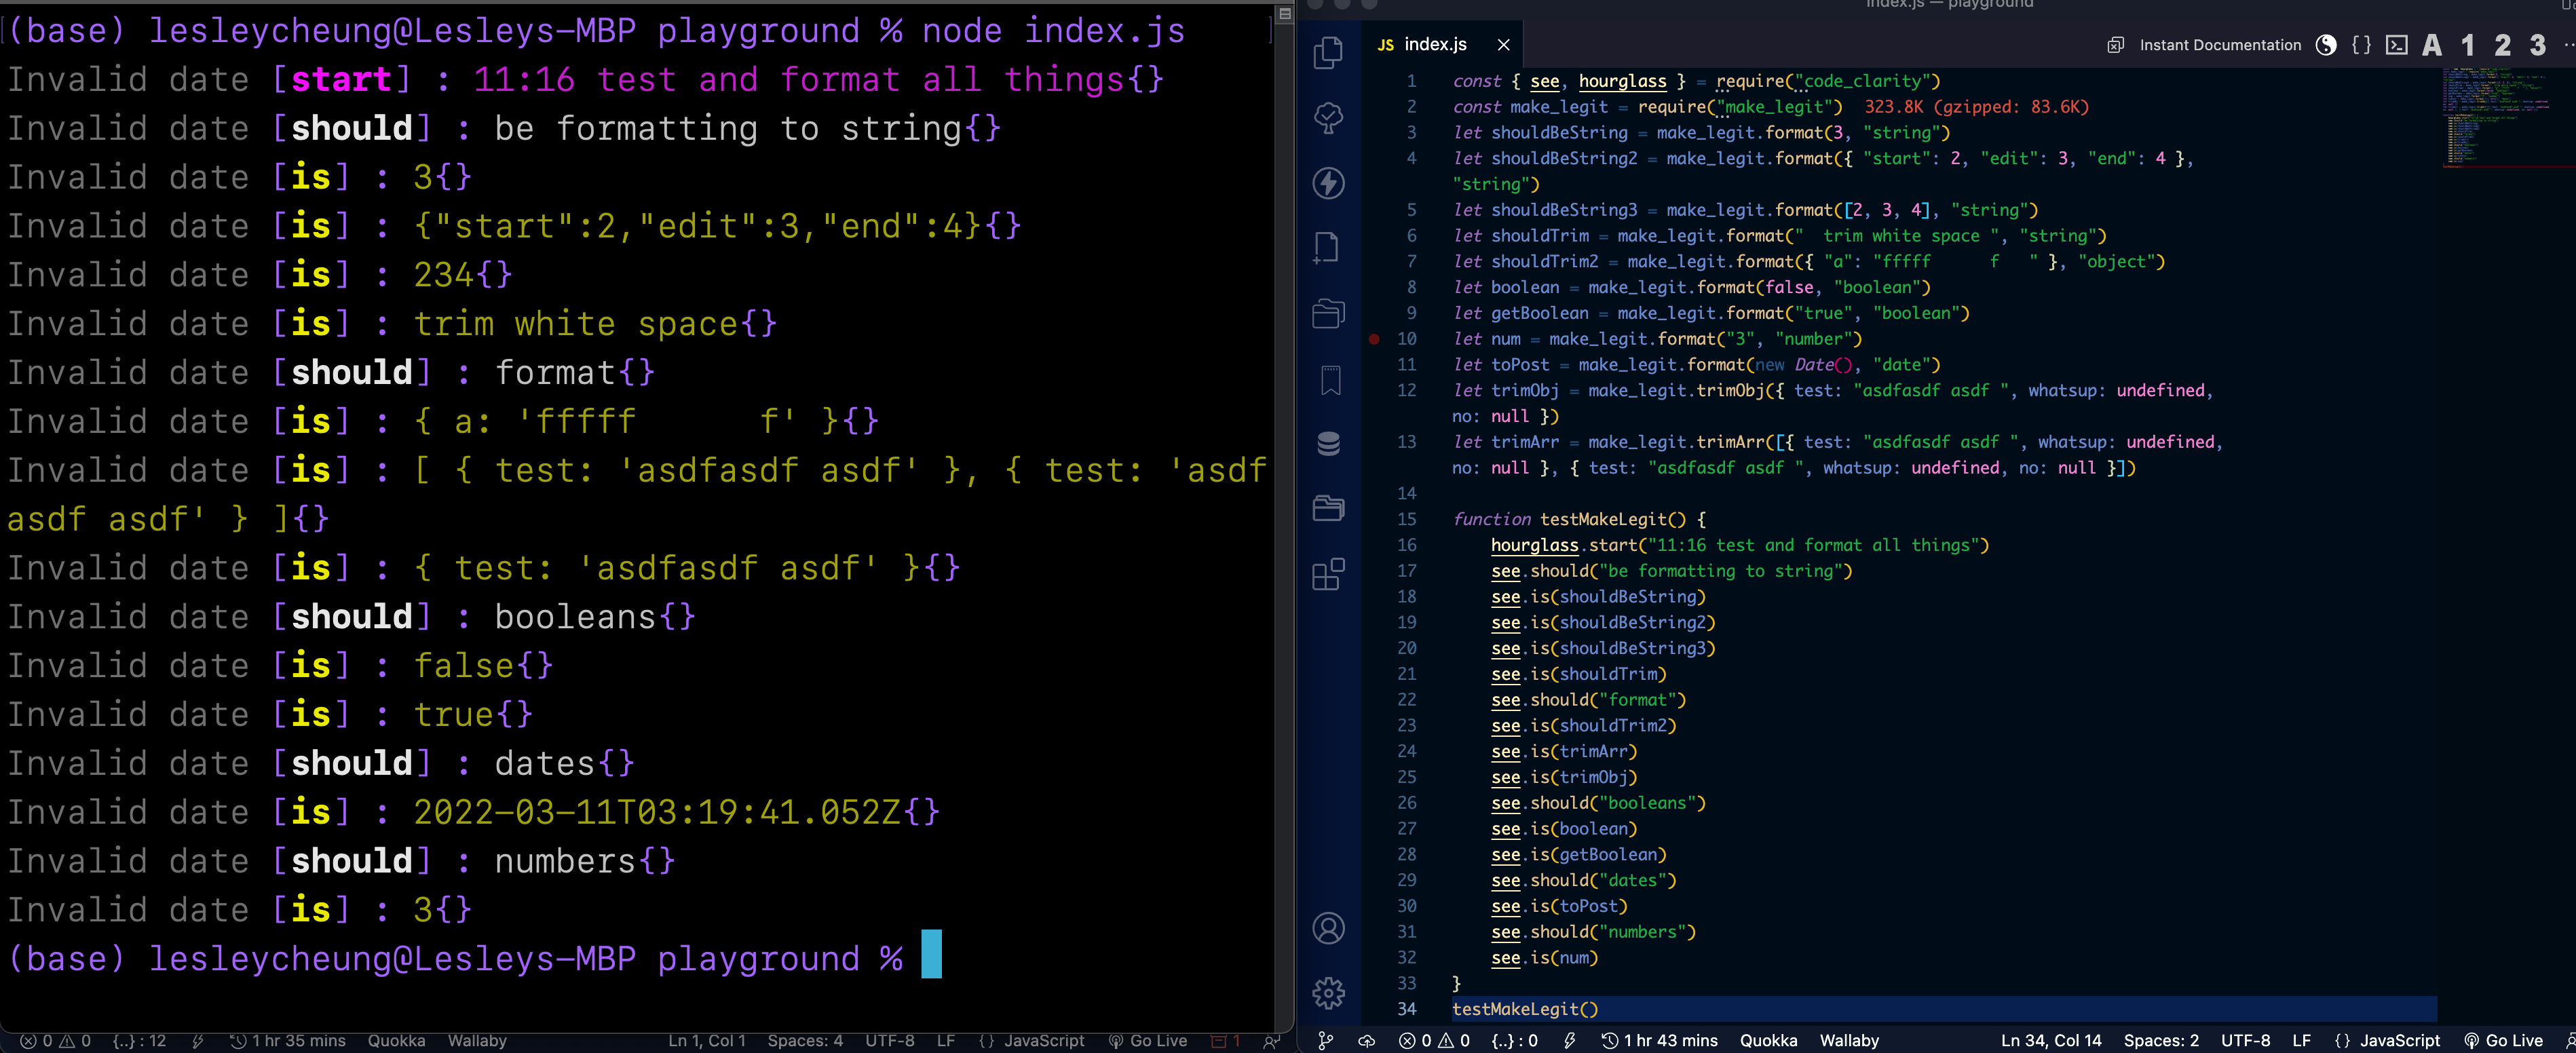 (base) lesleycheung@Lesleys-MBP playground % node index.js
Invalid date [start] : 11:16 test and format all things{}
Invalid date [should] : be formatting to string{}
Invalid date [is] : 3{}
Invalid date [is] : {"start":2,"edit":3,"end":4}{}
Invalid date [is] : 234{}
Invalid date [is] : trim white space{}
Invalid date [should] : format{}
Invalid date [is] : { a: 'fffff      f' }{}
Invalid date [is] : [ { test: 'asdfasdf asdf' }, { test: 'asdf
asdf asdf' } ]{}
Invalid date [is] : { test: 'asdfasdf asdf' }{}
Invalid date [should] : booleans{}
Invalid date [is] : false{}
Invalid date [is] : true{}
Invalid date [should] : dates{}
Invalid date [is] : 2022-03-11T03:19:41.052Z{}
Invalid date [should] : numbers{}
Invalid date [is] : 3{}
(base) lesleycheung@Lesleys-MBP playground %
0 0 {..} : 12 1 hr 35 mins Quokka Wallaby Ln 1, Col 1 Spaces: 4 UTF-8 LF {} JavaScript Go Live 1
index.js — playground
JS index.js × Instant Documentation {} A 1 2 3
1 const { see, hourglass } = require("code_clarity")
2 const make_legit = require("make_legit") 323.8K (gzipped: 83.6K)
3 let shouldBeString = make_legit.format(3, "string")
4 let shouldBeString2 = make_legit.format({ "start": 2, "edit": 3, "end": 4 },
"string")
5 let shouldBeString3 = make_legit.format([2, 3, 4], "string")
6 let shouldTrim = make_legit.format("  trim white space ", "string")
7 let shouldTrim2 = make_legit.format({ "a": "fffff      f   " }, "object")
8 let boolean = make_legit.format(false, "boolean")
9 let getBoolean = make_legit.format("true", "boolean")
10 let num = make_legit.format("3", "number")
11 let toPost = make_legit.format(new Date(), "date")
12 let trimObj = make_legit.trimObj({ test: "asdfasdf asdf ", whatsup: undefined,
no: null })
13 let trimArr = make_legit.trimArr([{ test: "asdfasdf asdf ", whatsup: undefined,
no: null }, { test: "asdfasdf asdf ", whatsup: undefined, no: null }])
14
15 function testMakeLegit() {
16 hourglass.start("11:16 test and format all things")
17 see.should("be formatting to string")
18 see.is(shouldBeString)
19 see.is(shouldBeString2)
20 see.is(shouldBeString3)
21 see.is(shouldTrim)
22 see.should("format")
23 see.is(shouldTrim2)
24 see.is(trimArr)
25 see.is(trimObj)
26 see.should("booleans")
27 see.is(boolean)
28 see.is(getBoolean)
29 see.should("dates")
30 see.is(toPost)
31 see.should("numbers")
32 see.is(num)
33 }
34 testMakeLegit()
0 0 {..} : 0 1 hr 43 mins Quokka Wallaby Ln 34, Col 14 Spaces: 2 UTF-8 LF {} JavaScript Go Live